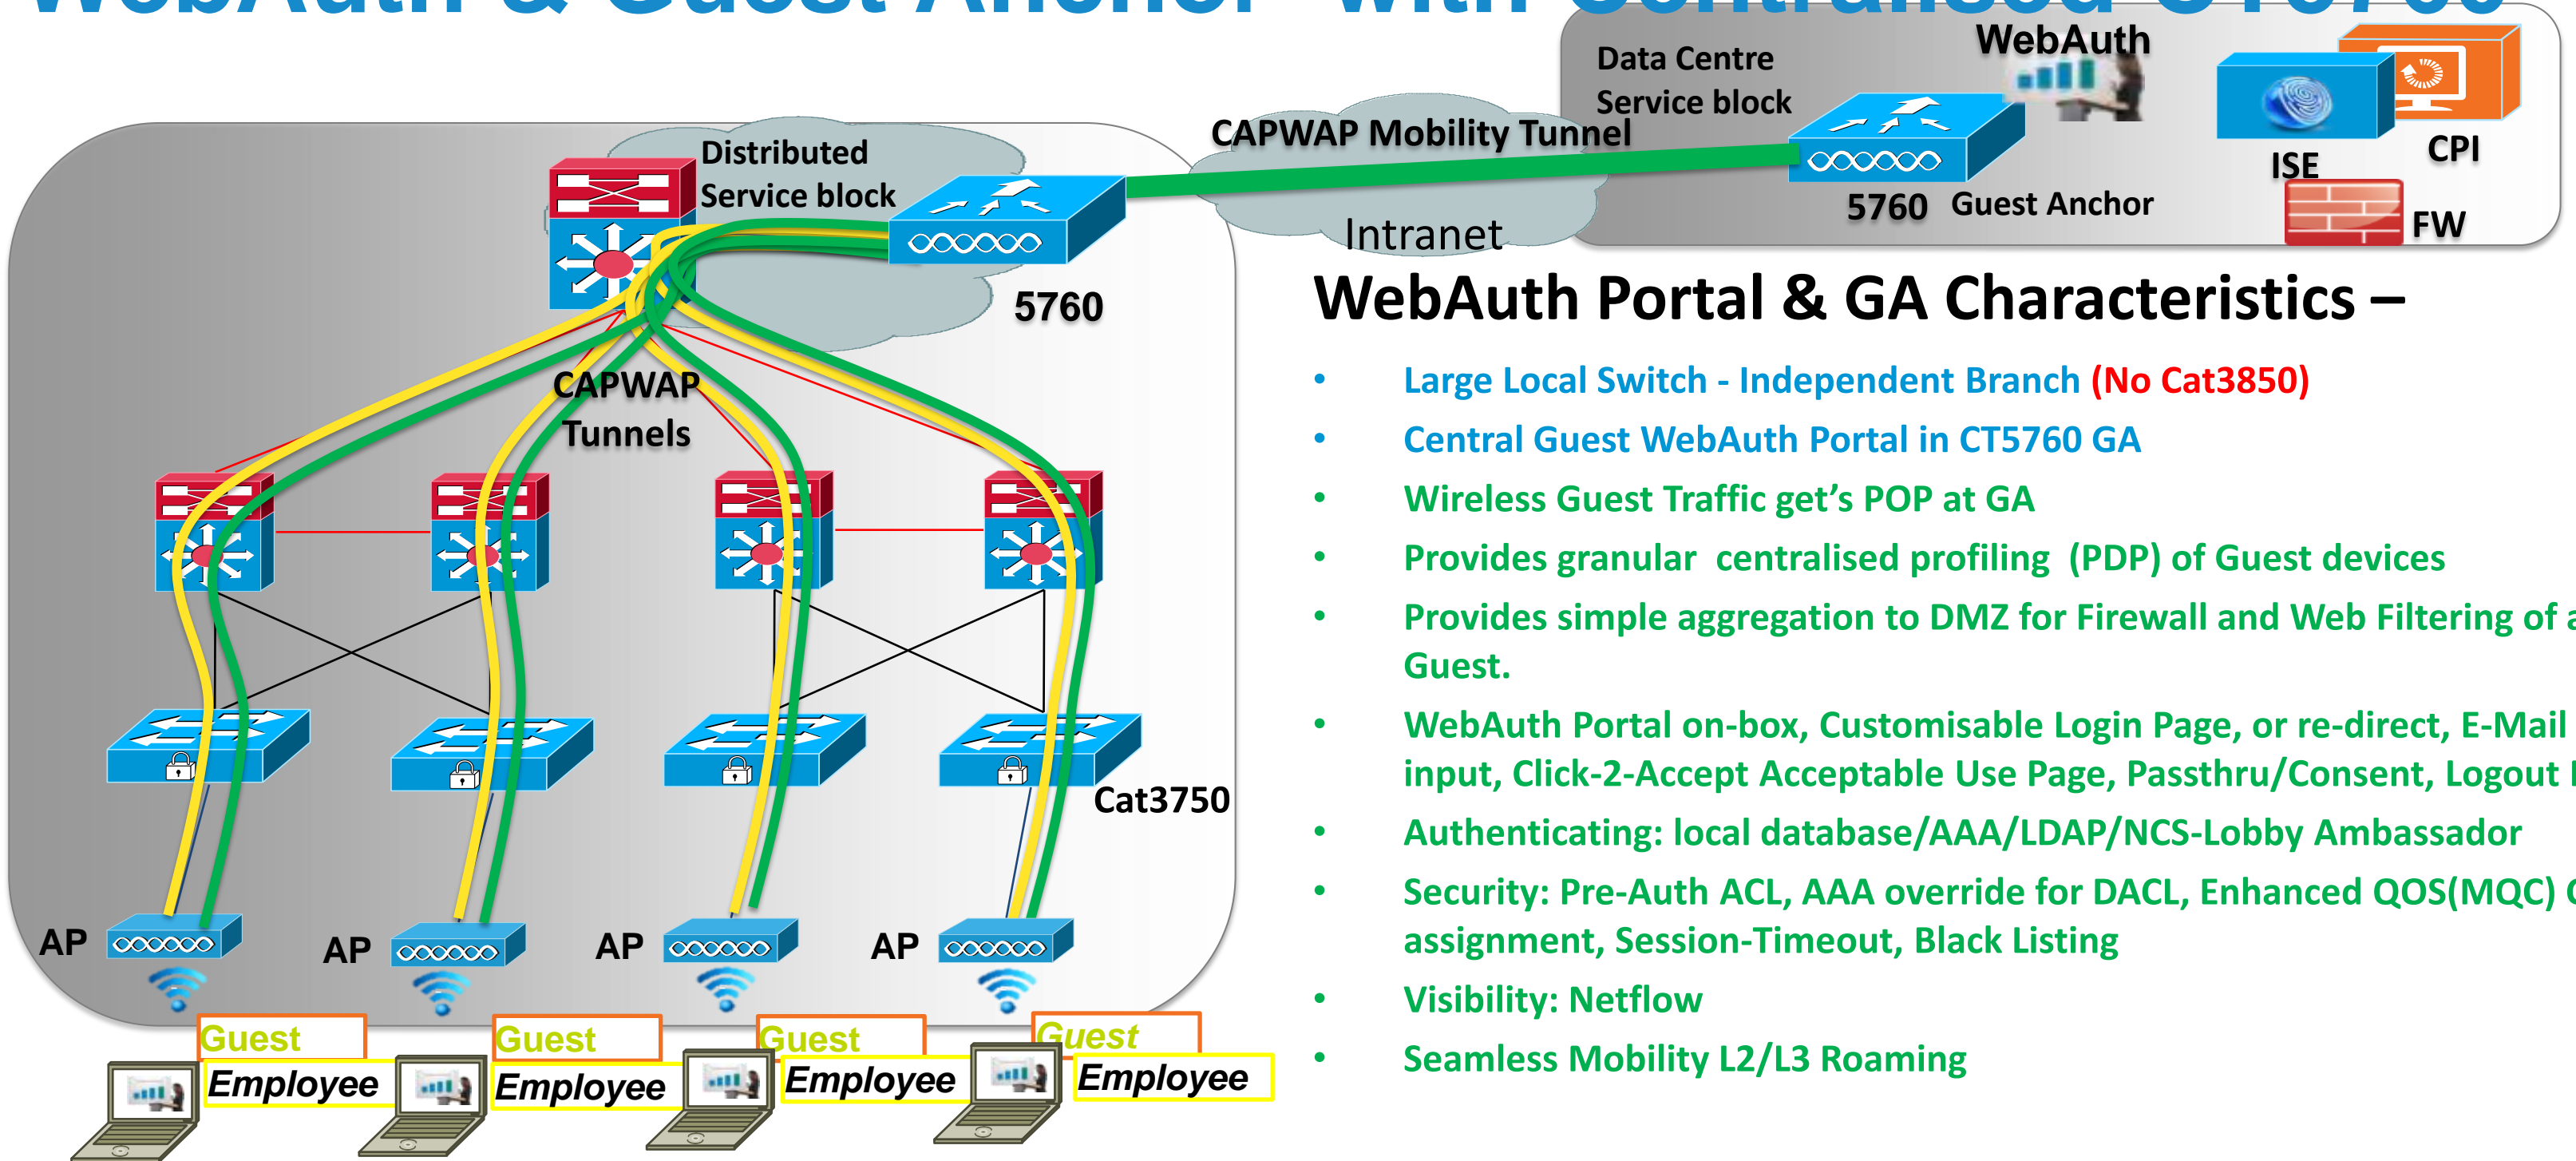 WebAuth & Guest Anchor with Centralised CT5760
Data Centre
Service block
WebAuth
ISE
CPI
FW
5760 Guest Anchor
CAPWAP Mobility Tunnel
Intranet
Distributed
Service block
5760
CAPWAP
Tunnels
Cat3750
AP
AP
AP
AP
Guest
Guest
Guest
Guest
Employee
Employee
Employee
Employee
WebAuth Portal & GA Characteristics –
• Large Local Switch - Independent Branch (No Cat3850)
• Central Guest WebAuth Portal in CT5760 GA
• Wireless Guest Traffic get’s POP at GA
• Provides granular centralised profiling (PDP) of Guest devices
• Provides simple aggregation to DMZ for Firewall and Web Filtering of
Guest.
• WebAuth Portal on-box, Customisable Login Page, or re-direct, E-Mail
input, Click-2-Accept Acceptable Use Page, Passthru/Consent, Logout
• Authenticating: local database/AAA/LDAP/NCS-Lobby Ambassador
• Security: Pre-Auth ACL, AAA override for DACL, Enhanced QOS(MQC)
assignment, Session-Timeout, Black Listing
• Visibility: Netflow
• Seamless Mobility L2/L3 Roaming